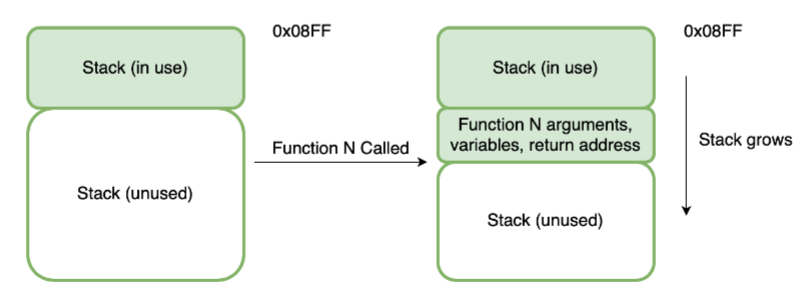 0x08FF
Stack (in use)
Stack (unused)
Function N Called
0x08FF
Stack (in use)
Function N arguments,
variables, return address
Stack (unused)
Stack grows